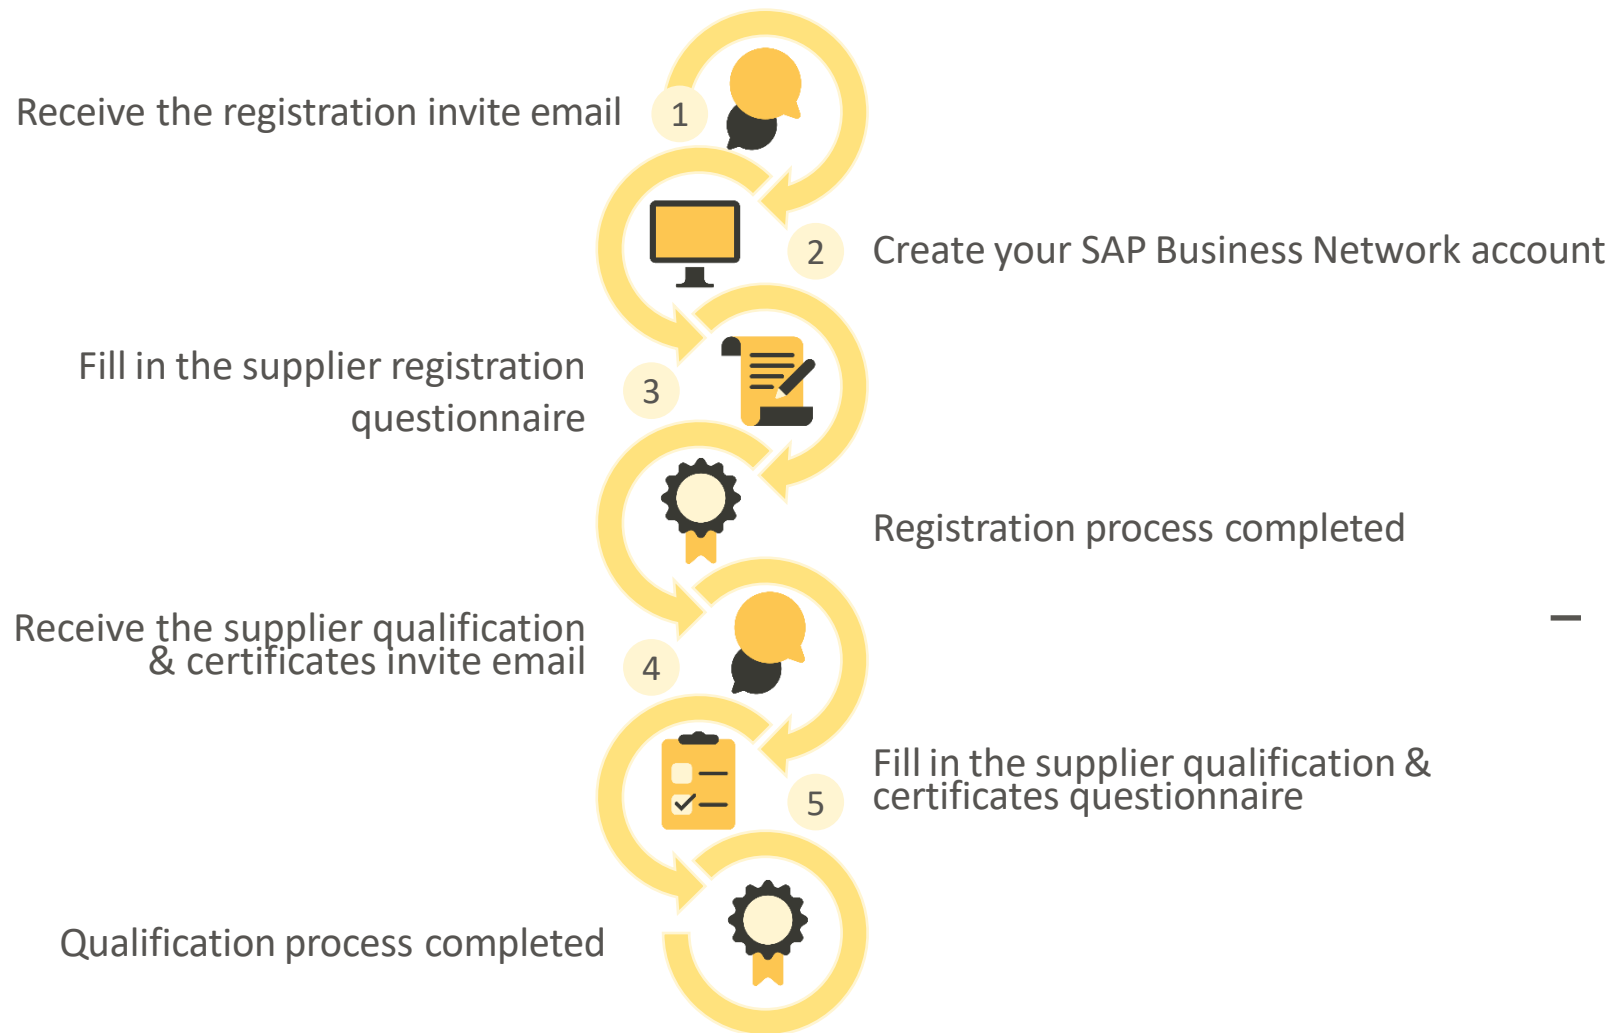 Receive the registration invite email
1
2
Create your SAP Business Network account
Fill in the supplier registration
questionnaire
3
Registration process completed
Receive the supplier qualification
& certificates invite email
4
5
Fill in the supplier qualification &
certificates questionnaire
Qualification process completed